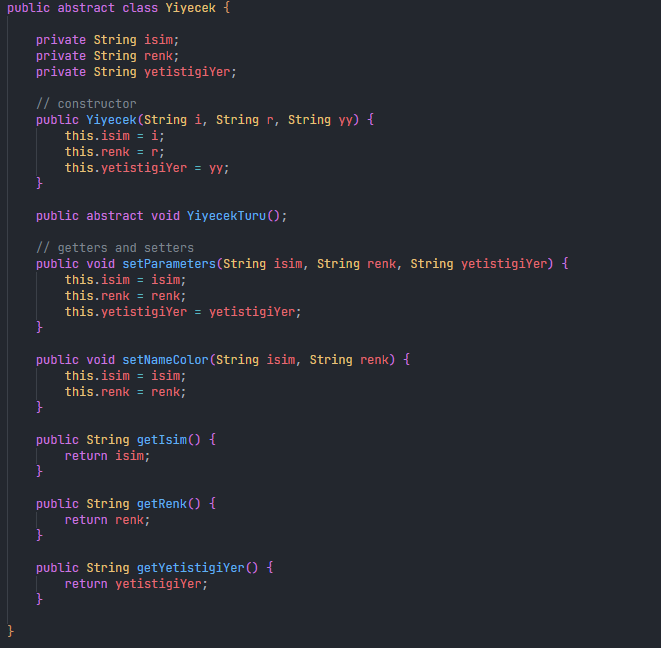 public abstract class Yiyecek {
private String isim;
private String renk;
private String yetistigiYer;
// constructor
public Yiyecek(String i, String r, String yy) {
this.isim = i;
this.renk = r;
this.yetistigiYer = yy;
}
public abstract void YiyecekTuru();
// getters and setters
public void setParameters(String isim, String renk, String yetistigiYer) {
this.isim = isim;
this.renk = renk;
this.yetistigiYer = yetistigiYer;
}
public void setNameColor(String isim, String renk) {
this.isim = isim;
this.renk = renk;
}
public String getIsim() {
return isim;
}
public String getRenk() {
return renk;
}
public String getYetistigiYer() {
return yetistigiYer;
}
}